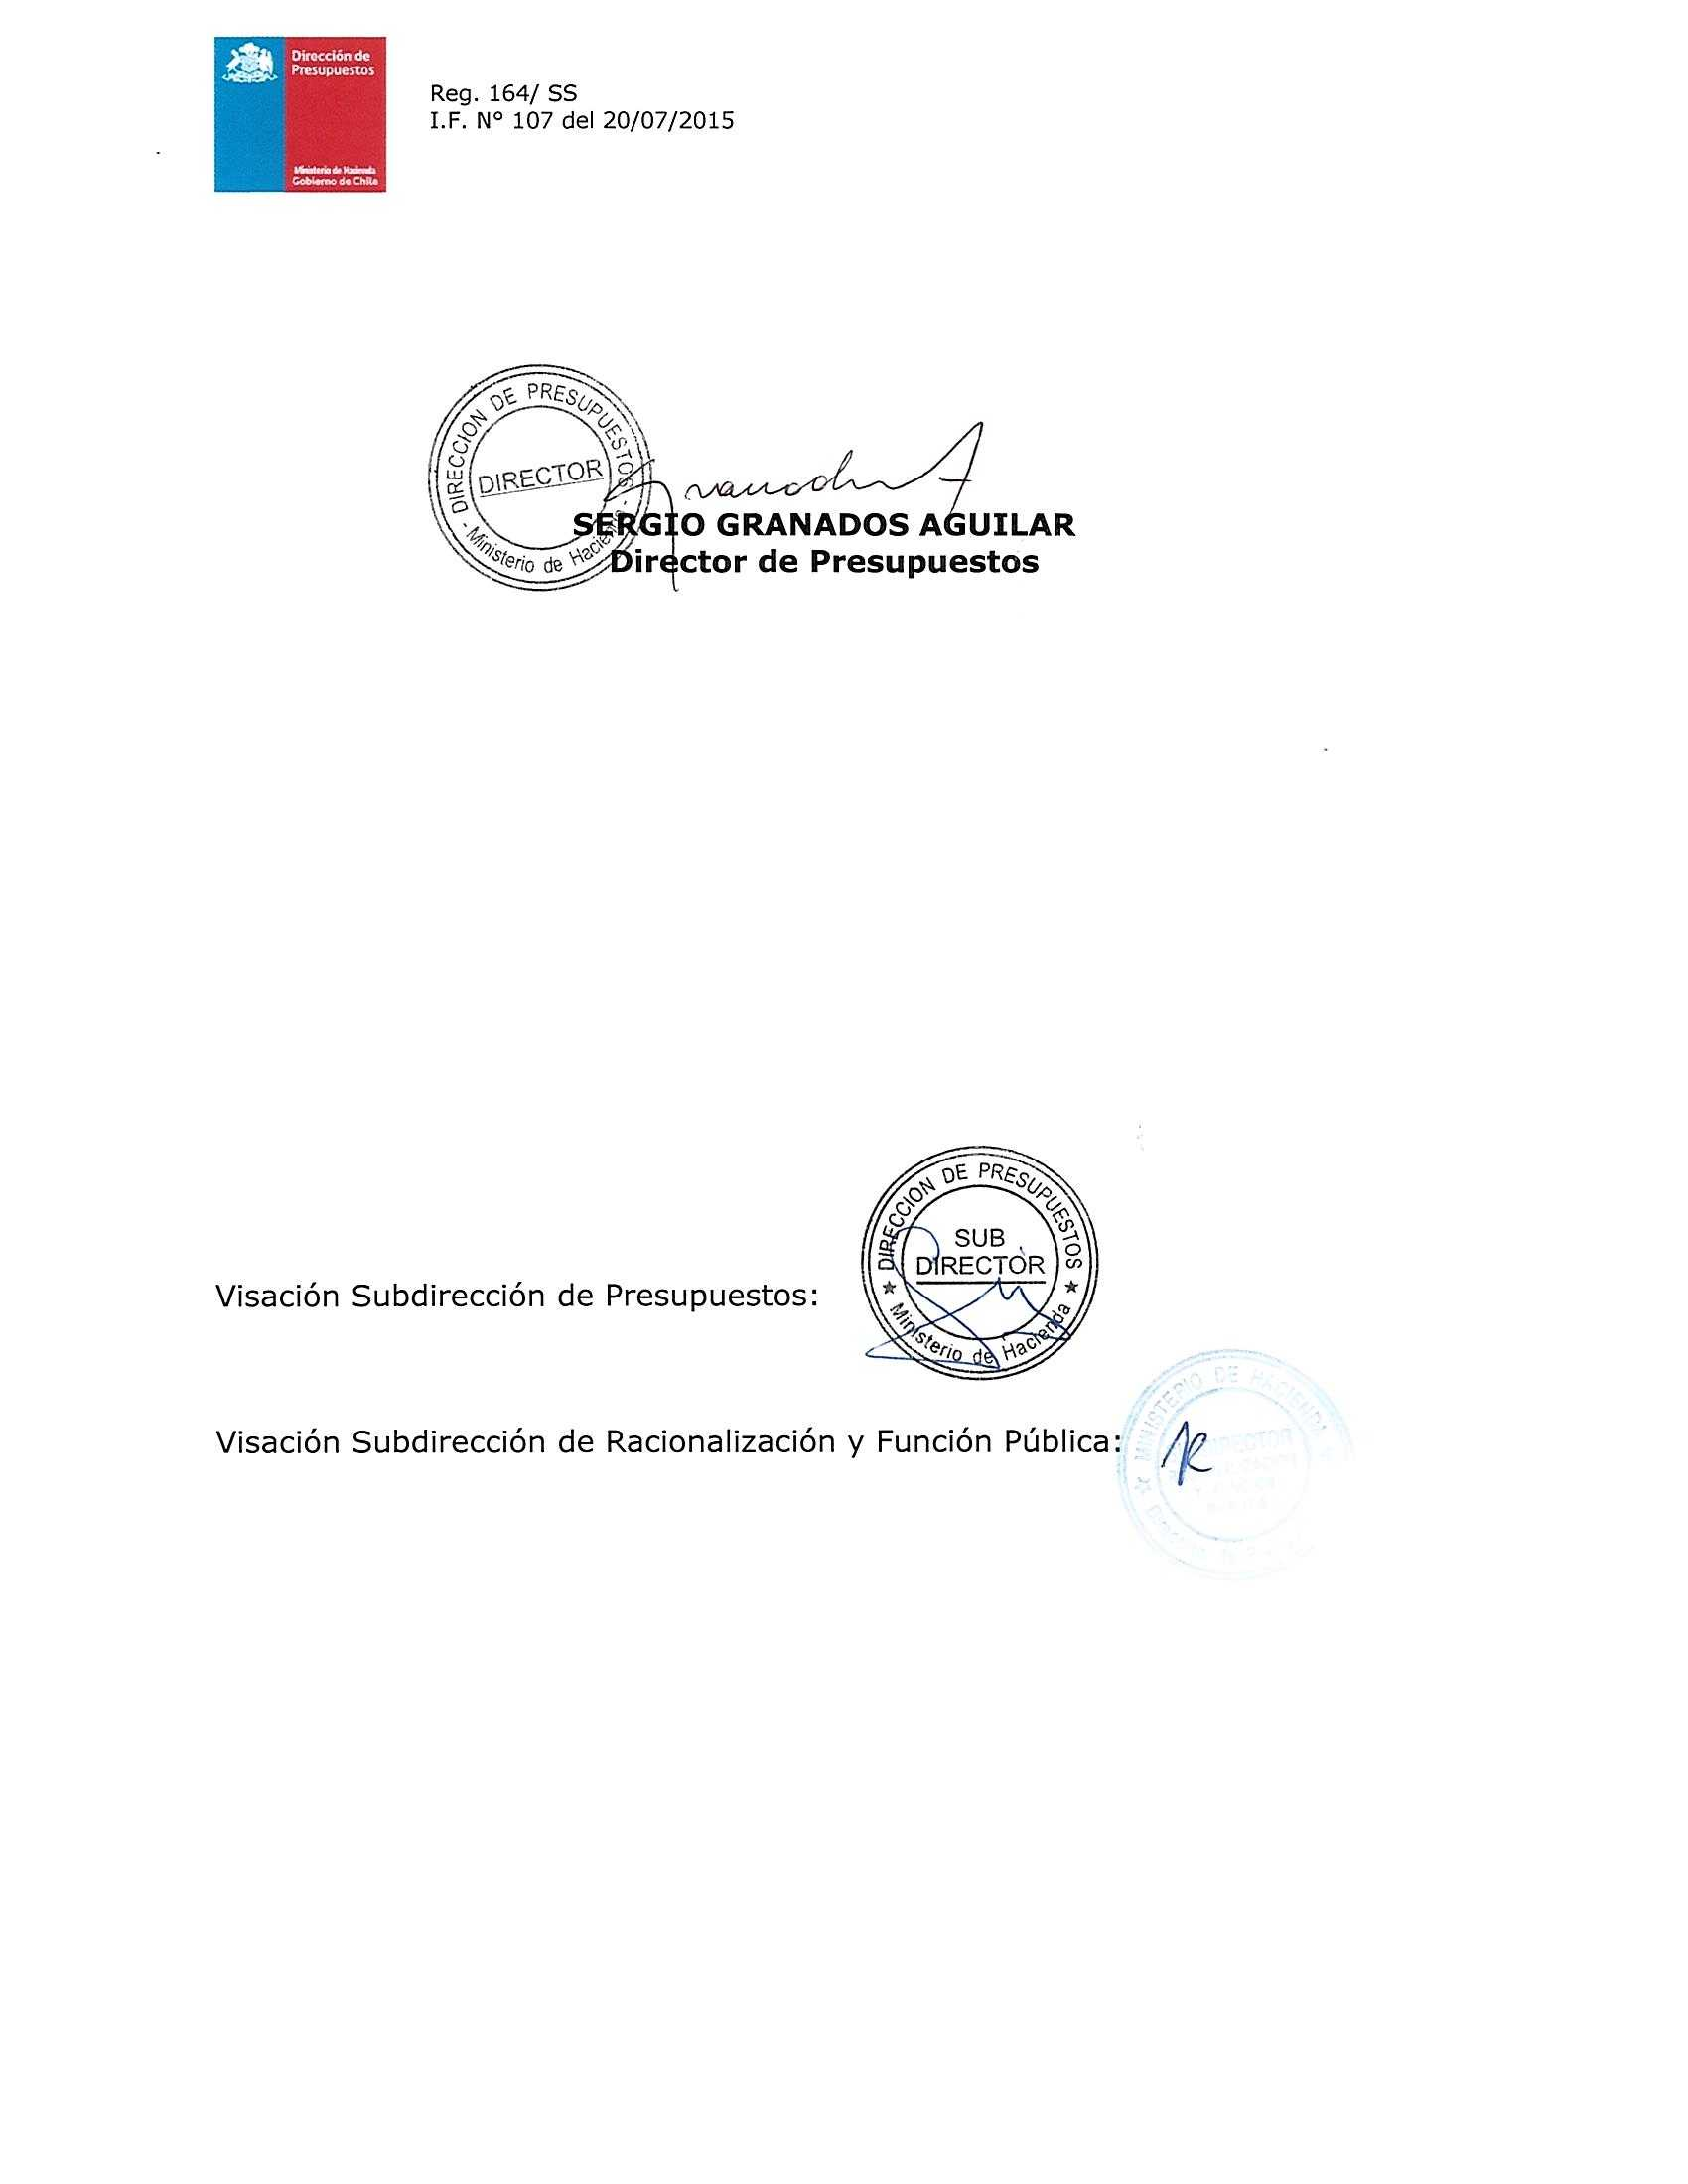 Dirección de
Presupuestos
Ministerio de Hacienda
Gobierno de Chile
Reg. 164/ SS
I.F. N° 107 del 20/07/2015
DIRECCION DE PRESUPUESTOS
DIRECTOR
Ministerio de Hacienda
SERGIO GRANADOS AGUILAR
Director de Presupuestos
DIRECCION DE PRESUPUESTOS
SUB
DIRECTOR
Ministerio de Hacienda
Visación Subdirección de Presupuestos:
Visación Subdirección de Racionalización y Función Pública:
MINISTERIO DE HACIENDA